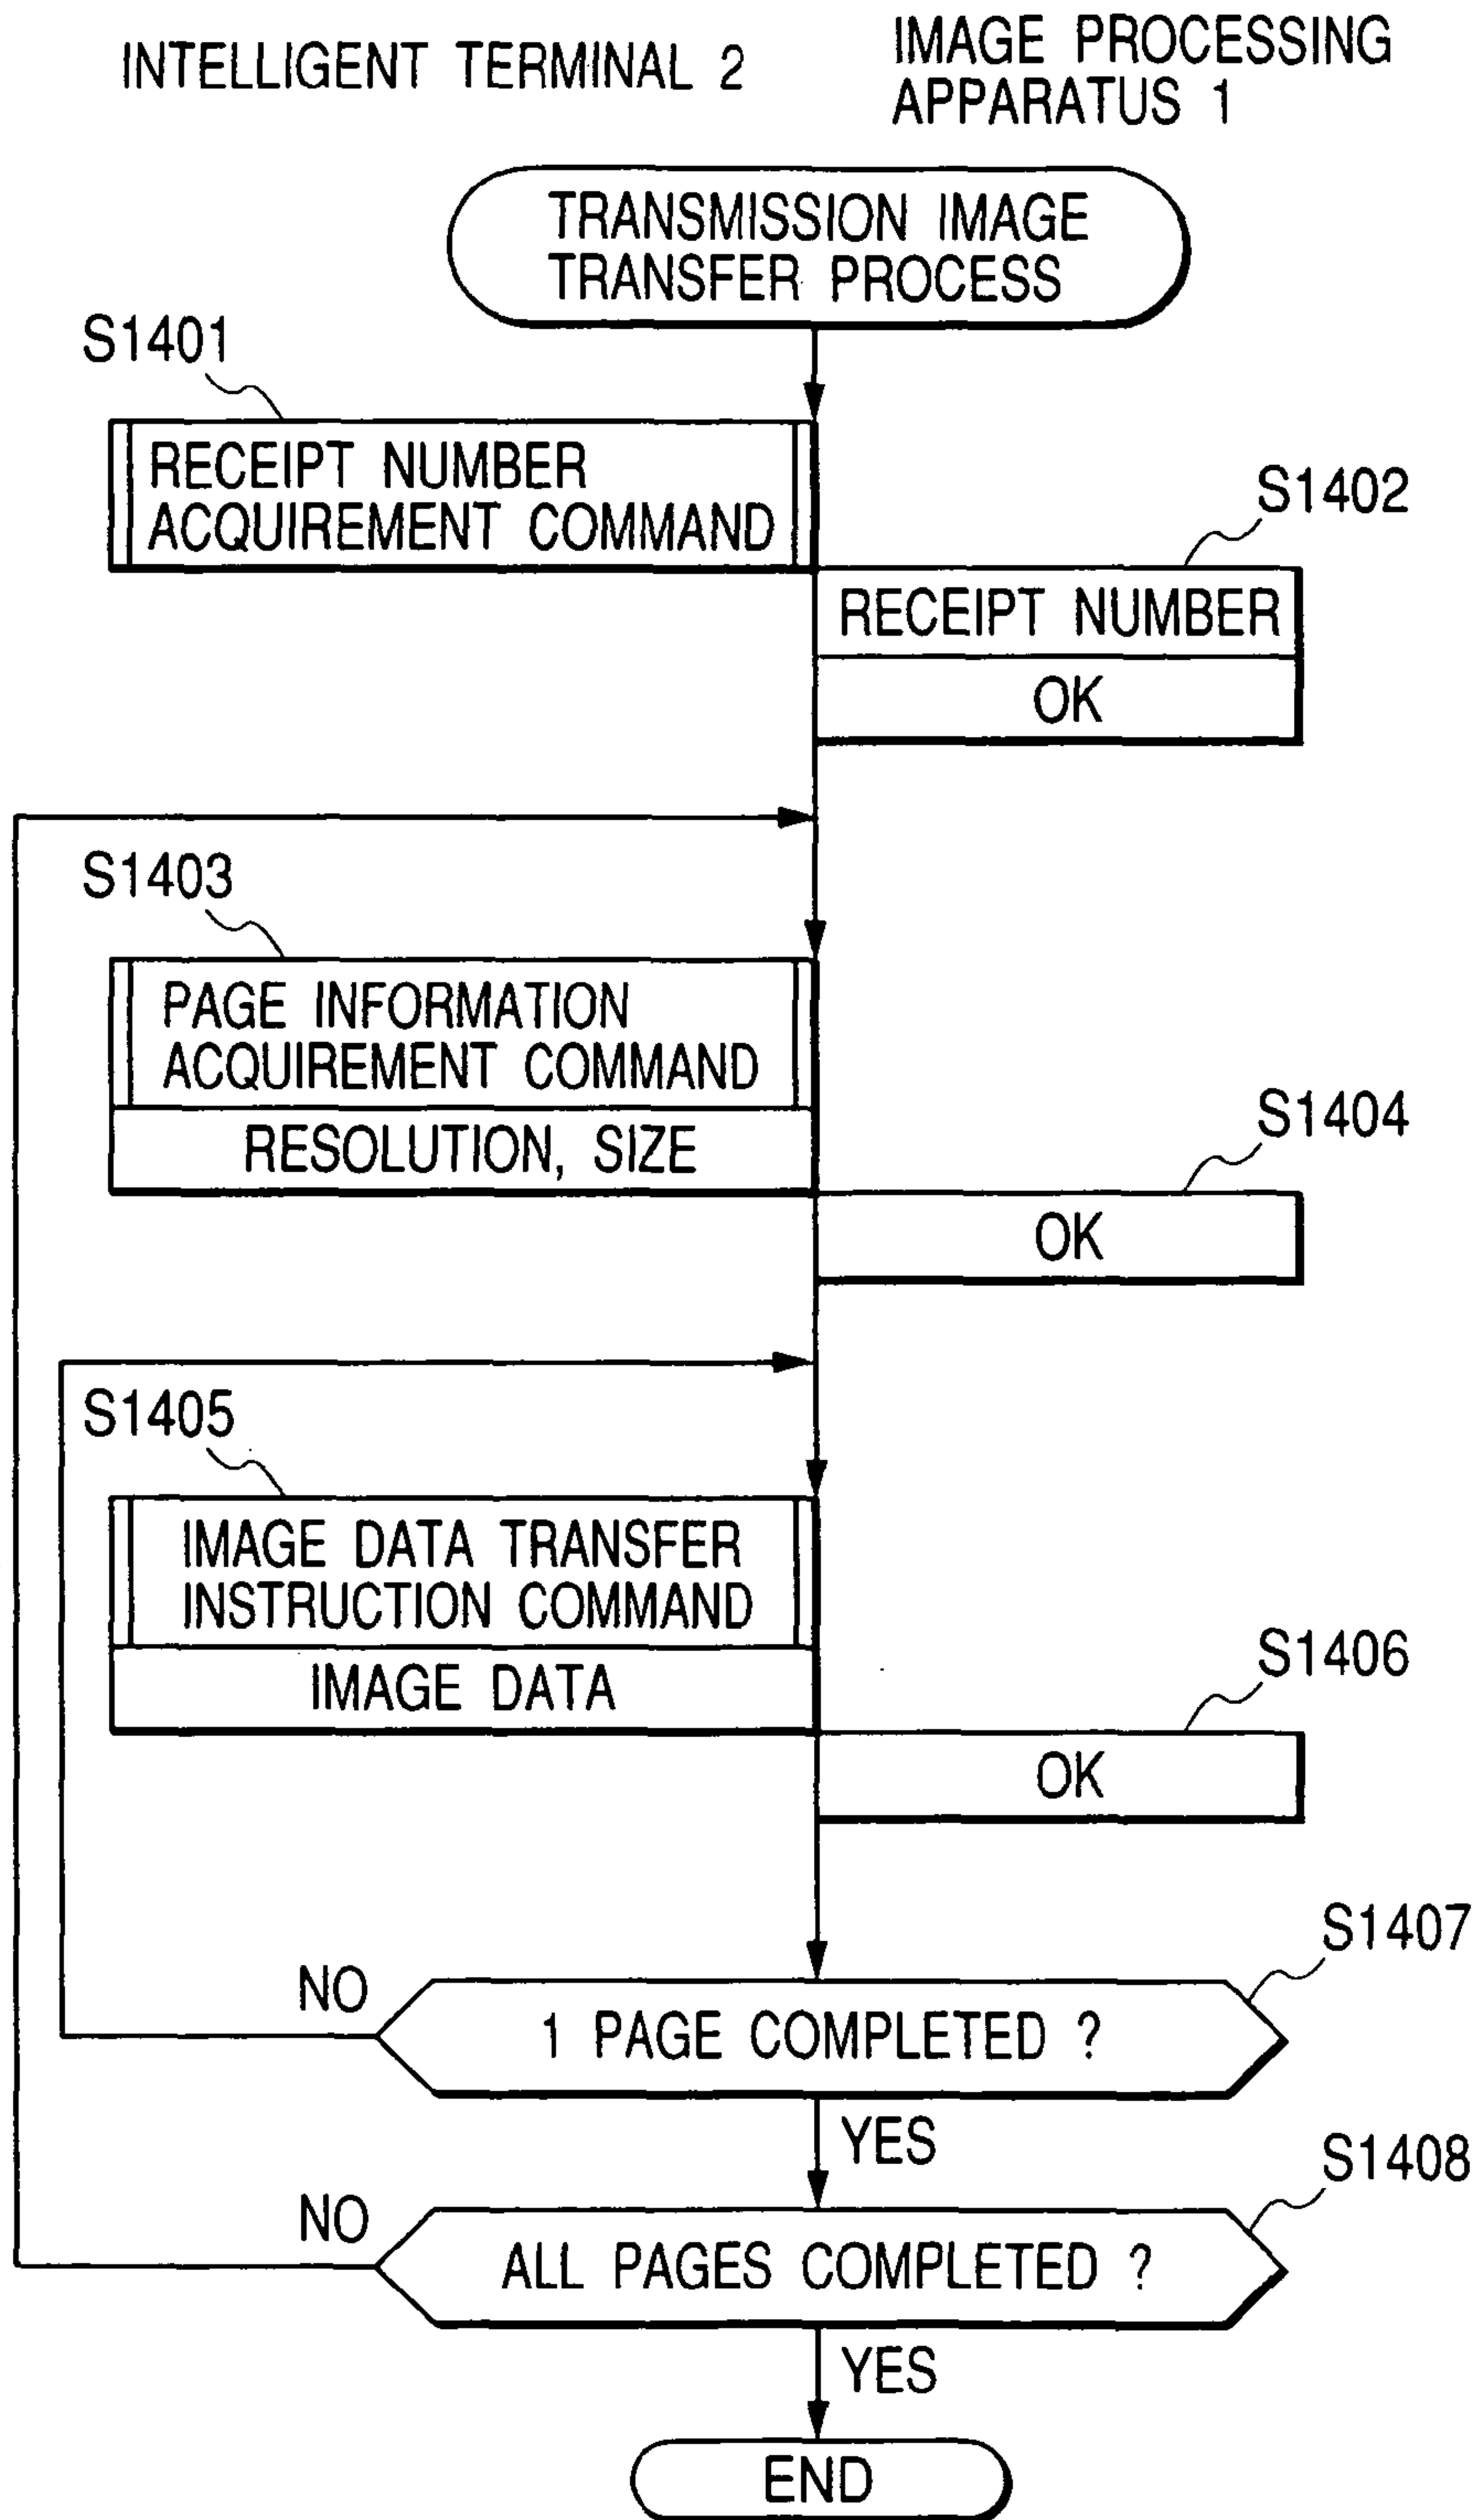 INTELLIGENT TERMINAL 2
IMAGE PROCESSING
APPARATUS 1
TRANSMISSION IMAGE
TRANSFER PROCESS
S1401
RECEIPT NUMBER
ACQUIREMENT COMMAND
S1402
RECEIPT NUMBER
OK
S1403
PAGE INFORMATION
ACQUIREMENT COMMAND
RESOLUTION, SIZE
S1404
OK
S1405
IMAGE DATA TRANSFER
INSTRUCTION COMMAND
IMAGE DATA
S1406
OK
S1407
NO
1 PAGE COMPLETED ?
YES
S1408
NO
ALL PAGES COMPLETED ?
YES
END